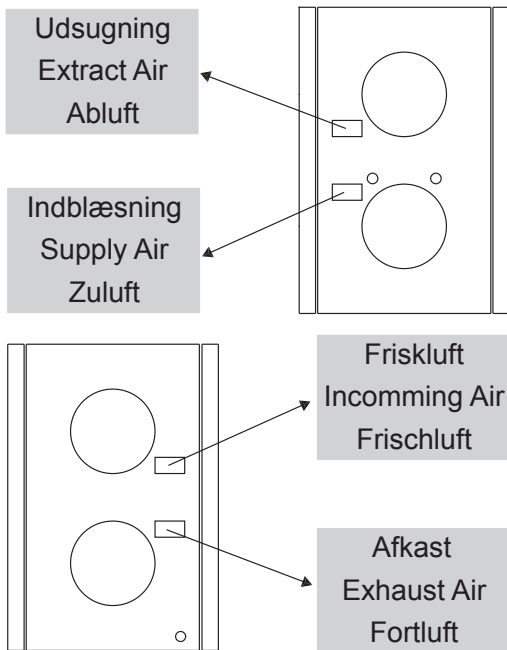 Udsugning
Extract Air
Abluft
Indblæsning
Supply Air
Zuluft
Friskluft
Incomming Air
Frischluft
Afkast
Exhaust Air
Fortluft